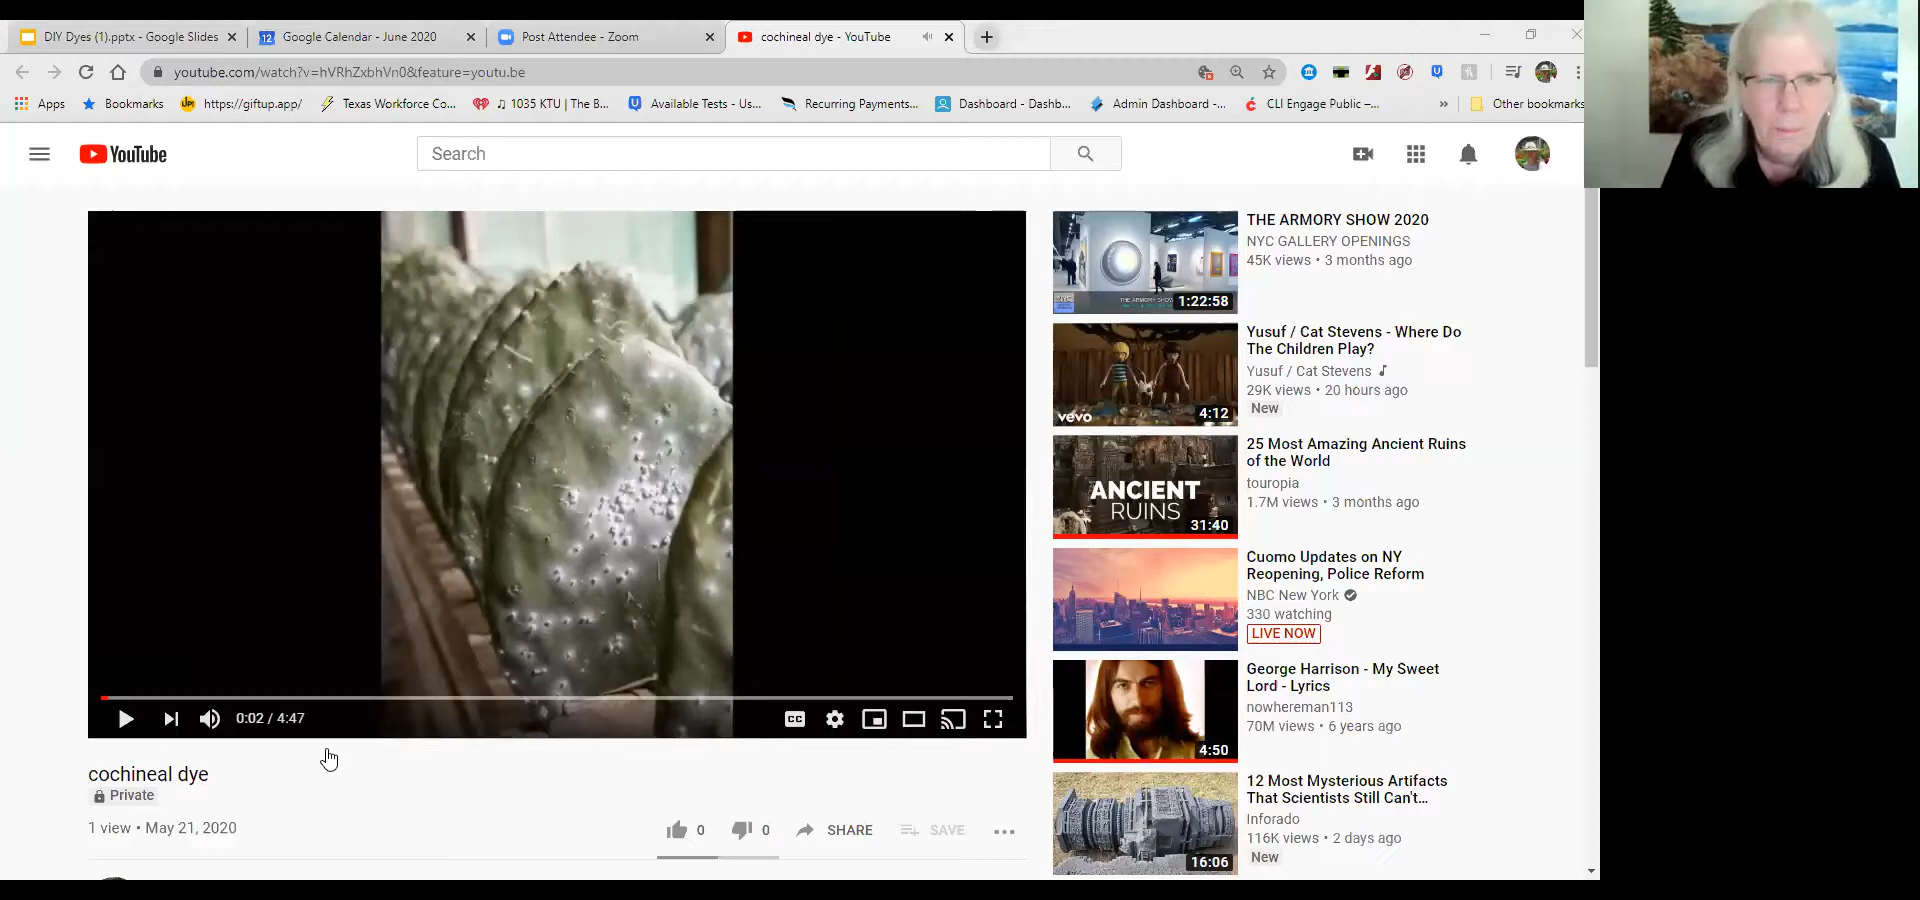 DIY Dyes (1).pptx - Google Slides
Google Calendar - June 2020
Post Attendee - Zoom
cochineal dye - YouTube
youtube.com/watch?v=hVRhZxbhVn0&feature=youtu.be
Apps
Bookmarks
https://giftup.app/
Texas Workforce Co...
♫ 1035 KTU | The B...
Available Tests - Us...
Recurring Payments...
Dashboard - Dashb...
Admin Dashboard -...
CLI Engage Public –...
»
Other bookmarks
YouTube
Search
THE ARMORY SHOW 2020
NYC GALLERY OPENINGS
45K views • 3 months ago
1:22:58
Yusuf / Cat Stevens - Where Do
The Children Play?
Yusuf / Cat Stevens
29K views • 20 hours ago
New
vevo
4:12
25 Most Amazing Ancient Ruins
of the World
touropia
1.7M views • 3 months ago
ANCIENT
RUINS
31:40
Cuomo Updates on NY
Reopening, Police Reform
NBC New York
330 watching
LIVE NOW
George Harrison - My Sweet
Lord - Lyrics
nowhereman113
70M views • 6 years ago
4:50
12 Most Mysterious Artifacts
That Scientists Still Can't...
Inforado
116K views • 2 days ago
New
16:06
0:02 / 4:47
CC
cochineal dye
Private
1 view • May 21, 2020
0
0
SHARE
SAVE